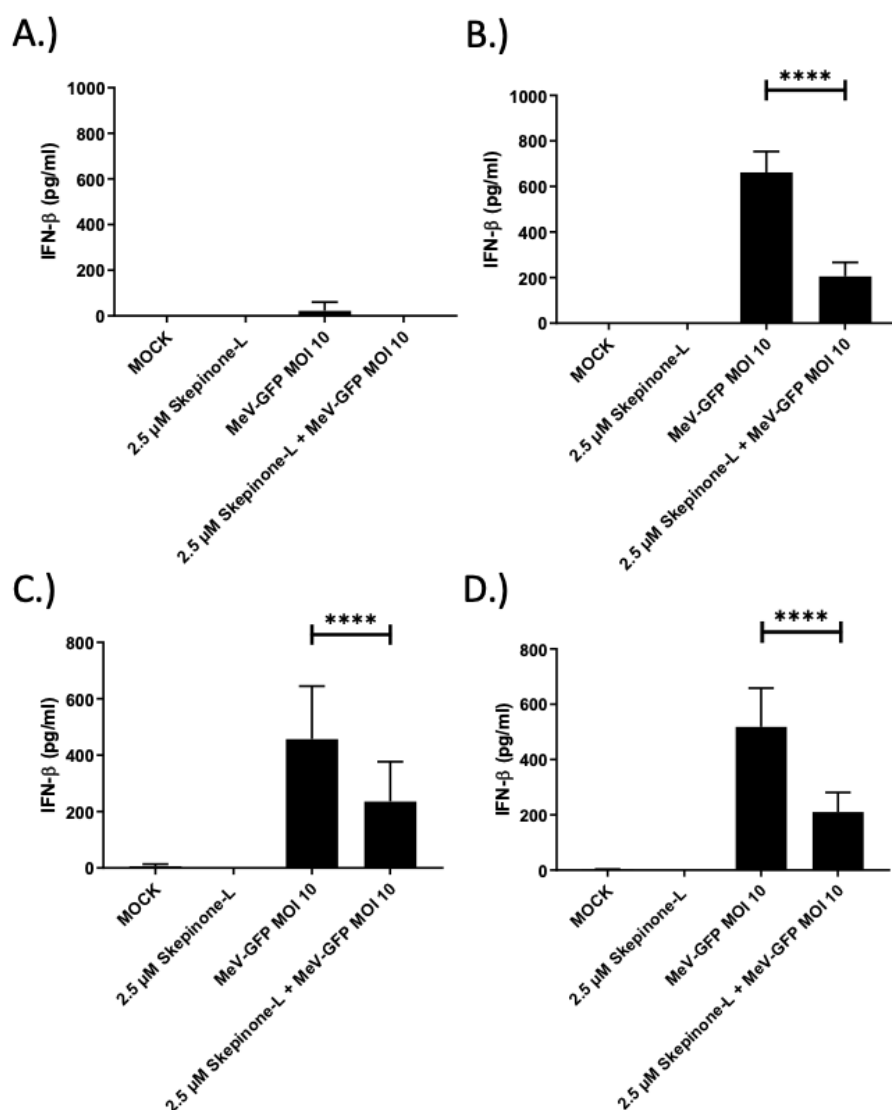 A.)
1000
800
600
400
200
0
IFN-β (pg/ml)
MOCK
2.5 µM Skepinone-L
MeV-GFP MOI 10
2.5 µM Skepinone-L + MeV-GFP MOI 10
B.)
****
1000
800
600
400
200
0
IFN-β (pg/ml)
MOCK
2.5 µM Skepinone-L
MeV-GFP MOI 10
2.5 µM Skepinone-L + MeV-GFP MOI 10
C.)
****
800
600
400
200
0
IFN-β (pg/ml)
MOCK
2.5 µM Skepinone-L
MeV-GFP MOI 10
2.5 µM Skepinone-L + MeV-GFP MOI 10
D.)
****
800
600
400
200
0
IFN-β (pg/ml)
MOCK
2.5 µM Skepinone-L
MeV-GFP MOI 10
2.5 µM Skepinone-L + MeV-GFP MOI 10